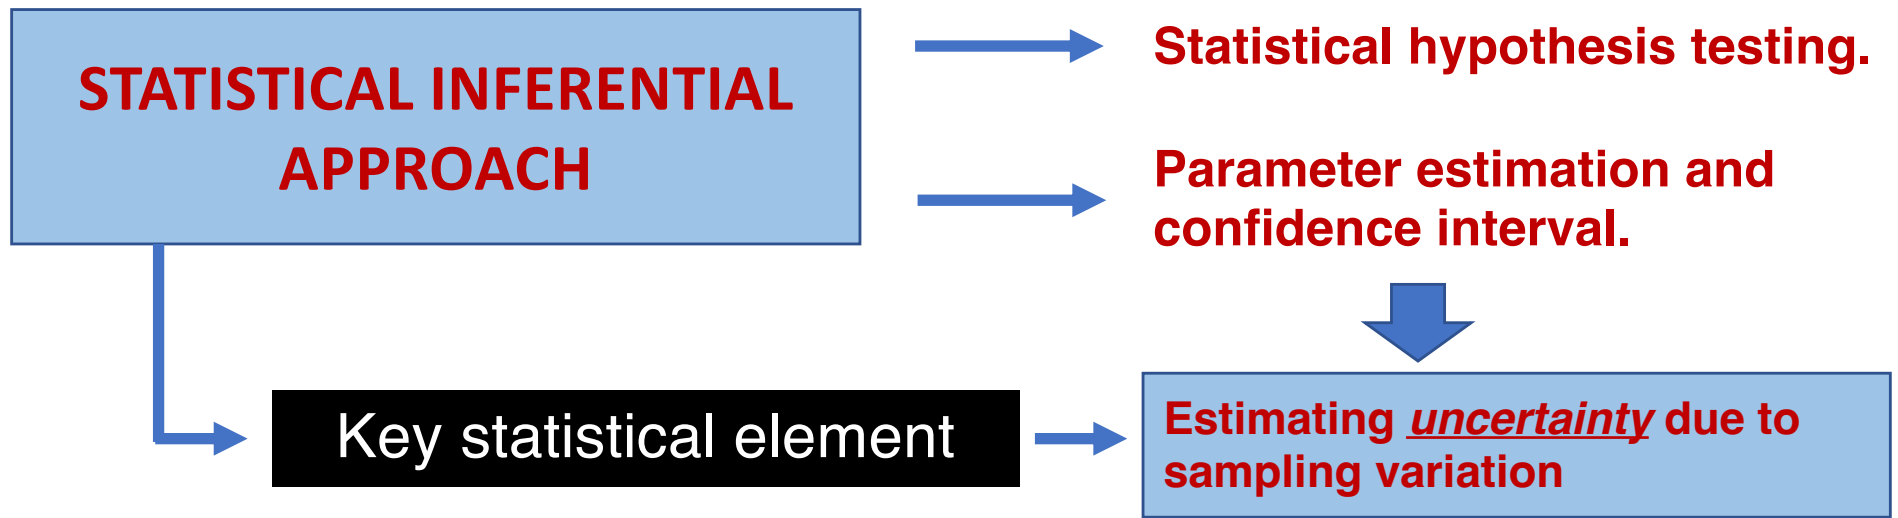 STATISTICAL INFERENTIAL
APPROACH
Statistical hypothesis testing.
Parameter estimation and
confidence interval.
Key statistical element
Estimating uncertainty due to
sampling variation